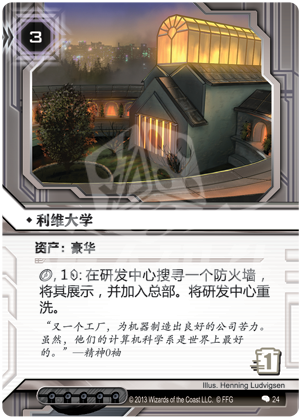 3
利维大学
资产：豪华
, 1: 在研发中心搜寻一个防火墙，
将其展示，并加入总部。将研发中心重
洗。
“又一个工厂，为机器制造出良好的公司苦力。
虽然，他们的计算机科学系是世界上最好
的。”—精神0袖
1
Illus. Henning Ludvigsen
© 2013 Wizards of the Coast LLC. © FFG
24